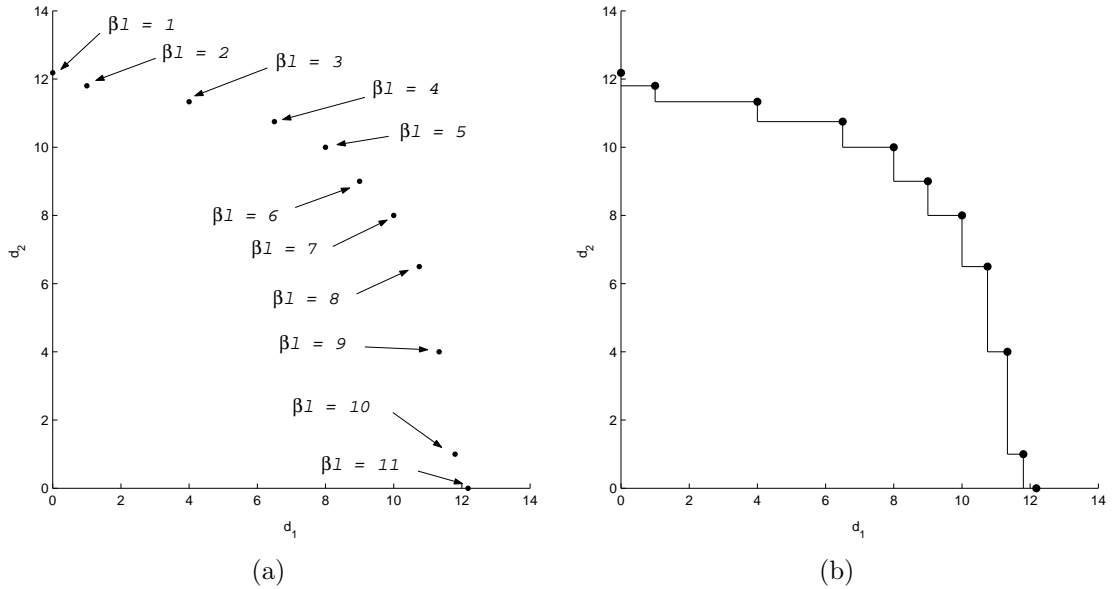 14
βl = 1
βl = 2
12
βl = 3
βl = 4
βl = 5
10
8
βl = 6
βl = 7
d2
6
βl = 8
4
βl = 9
2
βl = 10
βl = 11
0
0 2 4 6 8 10 12 14
d1
(a)
14
12
10
8
d2
6
4
2
0
0 2 4 6 8 10 12 14
d1
(b)